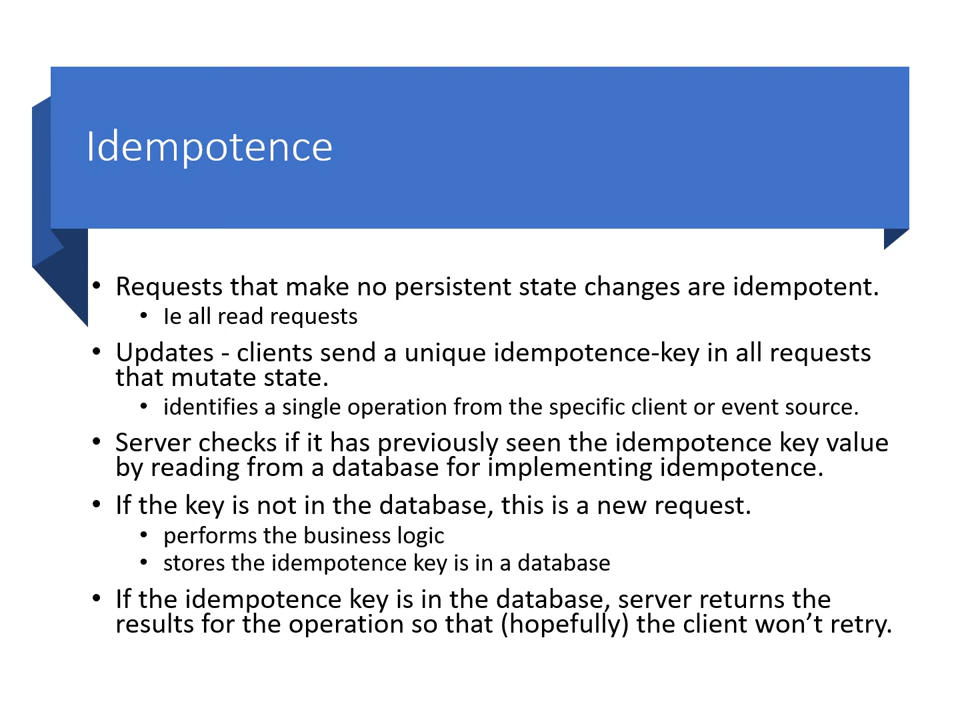 Idempotence
• Requests that make no persistent state changes are idempotent.
• Ie all read requests
• Updates - clients send a unique idempotence-key in all requests
that mutate state.
• identifies a single operation from the specific client or event source.
• Server checks if it has previously seen the idempotence key value
by reading from a database for implementing idempotence.
• If the key is not in the database, this is a new request.
• performs the business logic
• stores the idempotence key is in a database
• If the idempotence key is in the database, server returns the
results for the operation so that (hopefully) the client won’t retry.